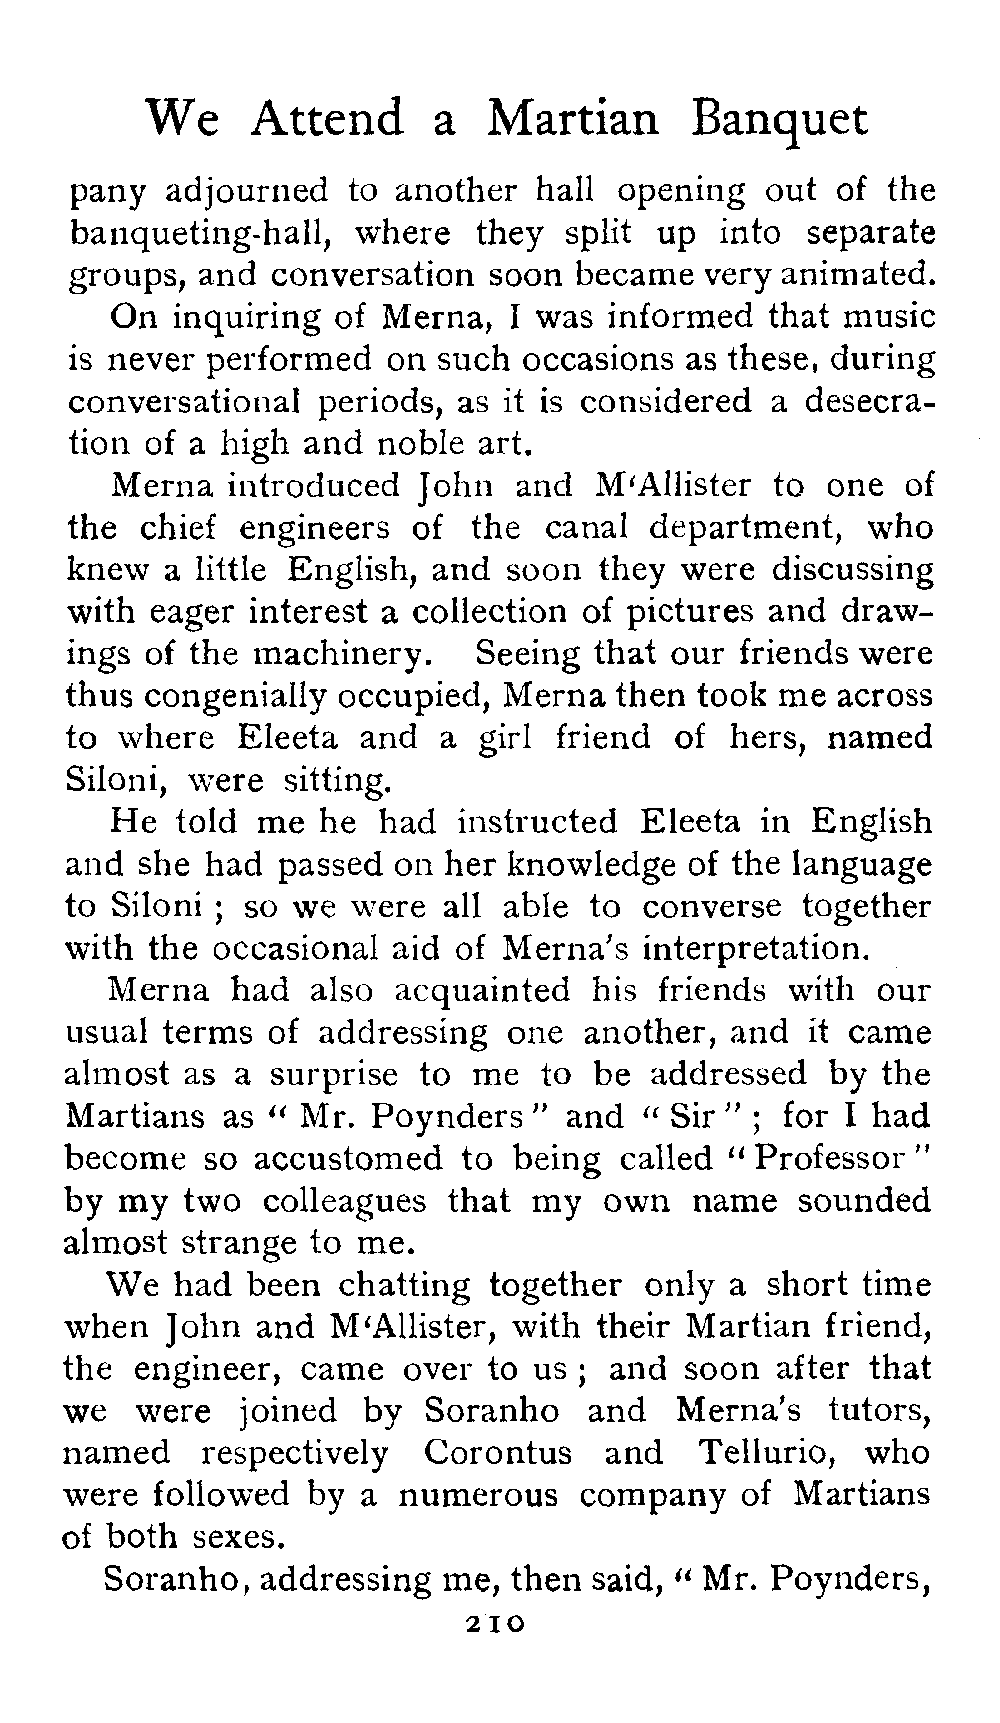 We Attend a Martian Banquet
pany adjourned to another hall opening out of the
banqueting-hall, where they split up into separate
groups, and conversation soon became very animated.
On inquiring of Merna, I was informed that music
is never performed on such occasions as these, during
conversational periods, as it is considered a desecra-
tion of a high and noble art.
Merna introduced John and M‘Allister to one of
the chief engineers of the canal department, who
knew a little English, and soon they were discussing
with eager interest a collection of pictures and draw-
ings of the machinery. Seeing that our friends were
thus congenially occupied, Merna then took me across
to where Eleeta and a girl friend of hers, named
Siloni, were sitting.
He told me he had instructed Eleeta in English
and she had passed on her knowledge of the language
to Siloni ; so we were all able to converse together
with the occasional aid of Merna's interpretation.
Merna had also acquainted his friends with our
usual terms of addressing one another, and it came
almost as a surprise to me to be addressed by the
Martians as “ Mr. Poynders ” and “ Sir ” ; for I had
become so accustomed to being called “ Professor ”
by my two colleagues that my own name sounded
almost strange to me.
We had been chatting together only a short time
when John and M‘Allister, with their Martian friend,
the engineer, came over to us ; and soon after that
we were joined by Soranho and Merna's tutors,
named respectively Corontus and Tellurio, who
were followed by a numerous company of Martians
of both sexes.
Soranho, addressing me, then said, “ Mr. Poynders,
210